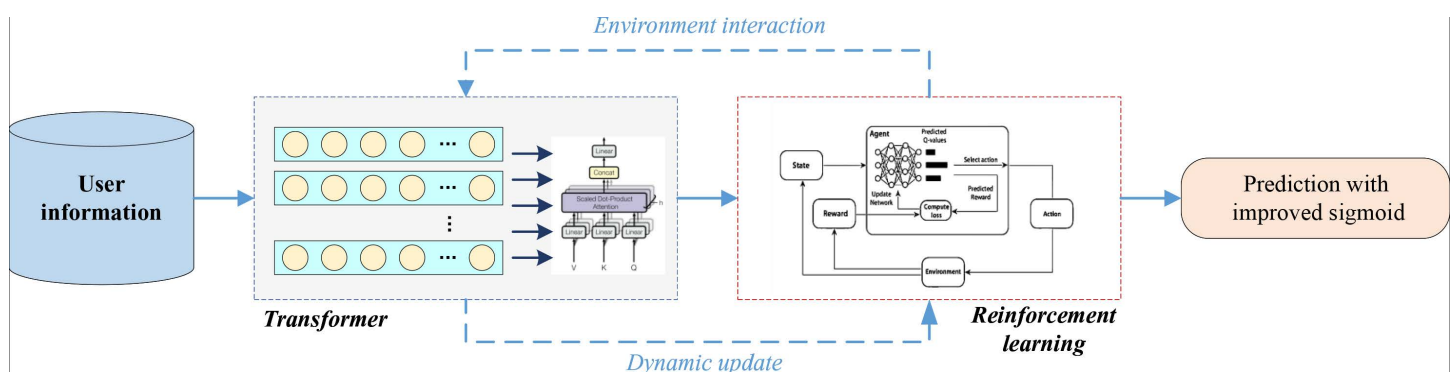 Environment interaction
User
information
...
...
...
...
Linear
Concat
Scaled Dot-Product
Attention
h
Linear
Linear
Linear
V
K
Q
Transformer
Dynamic update
Agent
Predicted
Q-values
State
Select action
Update
Network
Predicted
Reward
Reward
Compute
loss
Action
Environment
Reinforcement
learning
Prediction with
improved sigmoid